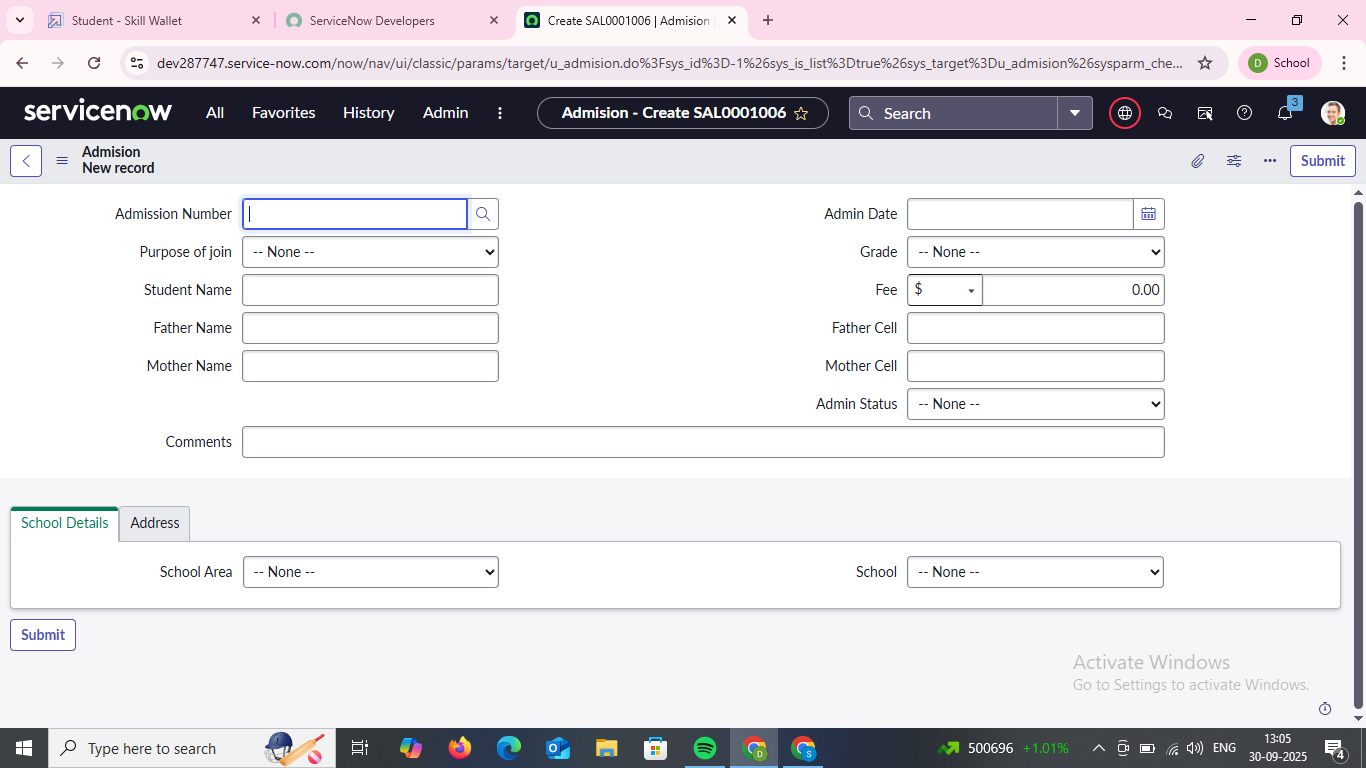 Student - Skill Wallet
ServiceNow Developers
Create SAL0001006 | Admision
dev287747.service-now.com/now/nav/ui/classic/params/target/u_admision.do%3Fsys_id%3D-1%26sys_is_list%3Dtrue%26sys_target%3Du_admision%26sysparm_che...
D School
servicenow All Favorites History Admin Admision - Create SAL0001006 Search 3
Admision
New record
Submit
Admission Number
Admin Date
Purpose of join -- None --
Grade -- None --
Student Name
Fee $ 0.00
Father Name
Father Cell
Mother Name
Mother Cell
Admin Status -- None --
Comments
School Details Address
School Area -- None --
School -- None --
Submit
Activate Windows
Go to Settings to activate Windows.
Type here to search
D
S
500696 +1.01%
ENG
13:05
30-09-2025
4